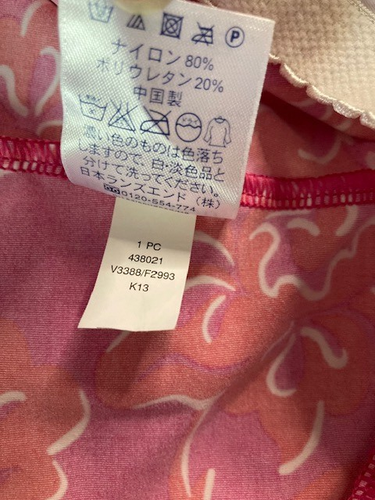 P
ナイロン 80%
ポリウレタン 20%
中国製
濃い色のものは色落ち
しますので、白・淡色品と
分けて洗ってください。
日本ランズエンド（株）
0120-554-774
1 PC
438021
V3388/F2993
K13